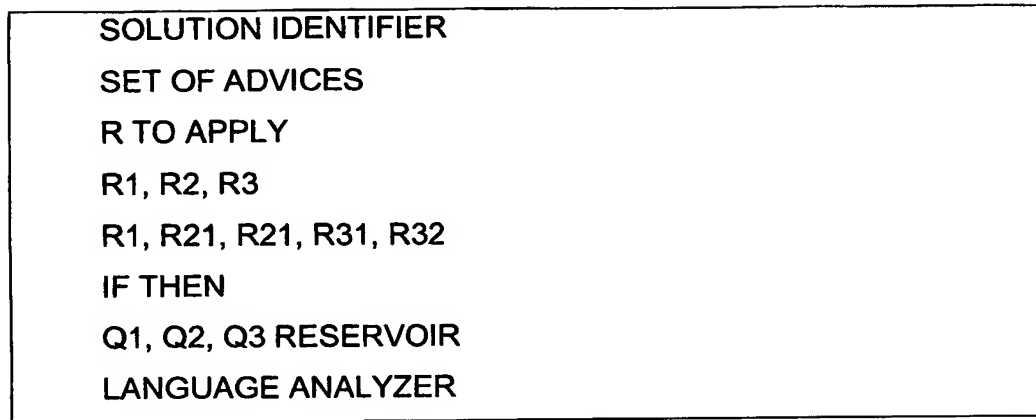 SOLUTION IDENTIFIER
SET OF ADVICES
R TO APPLY
R1, R2, R3
R1, R21, R21, R31, R32
IF THEN
Q1, Q2, Q3 RESERVOIR
LANGUAGE ANALYZER